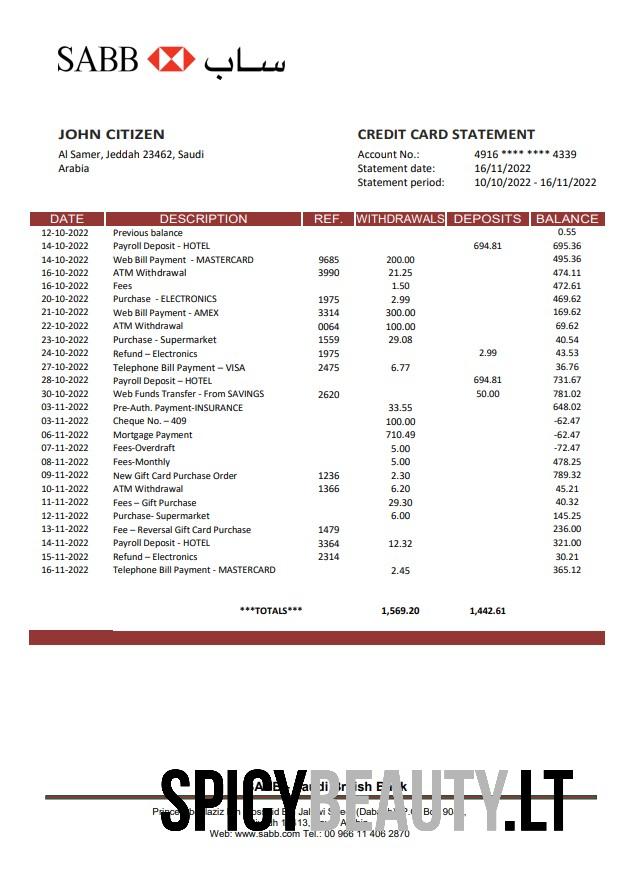 SABB ساب
JOHN CITIZEN
Al Samer, Jeddah 23462, Saudi
Arabia
CREDIT CARD STATEMENT
Account No.: 4916 **** **** 4339
Statement date: 16/11/2022
Statement period: 10/10/2022 - 16/11/2022
DATE DESCRIPTION REF. WITHDRAWALS DEPOSITS BALANCE
12-10-2022 Previous balance 0.55
14-10-2022 Payroll Deposit - HOTEL 694.81 695.36
14-10-2022 Web Bill Payment - MASTERCARD 9685 200.00 495.36
16-10-2022 ATM Withdrawal 3990 21.25 474.11
16-10-2022 Fees 1.50 472.61
20-10-2022 Purchase - ELECTRONICS 1975 2.99 469.62
21-10-2022 Web Bill Payment - AMEX 3314 300.00 169.62
22-10-2022 ATM Withdrawal 0064 100.00 69.62
23-10-2022 Purchase - Supermarket 1559 29.08 40.54
24-10-2022 Refund – Electronics 1975 2.99 43.53
27-10-2022 Telephone Bill Payment – VISA 2475 6.77 36.76
28-10-2022 Payroll Deposit – HOTEL 694.81 731.67
30-10-2022 Web Funds Transfer - From SAVINGS 2620 50.00 781.02
03-11-2022 Pre-Auth. Payment-INSURANCE 33.55 648.02
03-11-2022 Cheque No. – 409 100.00 -62.47
06-11-2022 Mortgage Payment 710.49 -62.47
07-11-2022 Fees-Overdraft 5.00 -72.47
08-11-2022 Fees-Monthly 5.00 478.25
09-11-2022 New Gift Card Purchase Order 1236 2.30 789.32
10-11-2022 ATM Withdrawal 1366 6.20 45.21
11-11-2022 Fees – Gift Purchase 29.30 40.32
12-11-2022 Purchase- Supermarket 6.00 145.25
13-11-2022 Fee – Reversal Gift Card Purchase 1479 236.00
14-11-2022 Payroll Deposit - HOTEL 3364 12.32 321.00
15-11-2022 Refund – Electronics 2314 30.21
16-11-2022 Telephone Bill Payment - MASTERCARD 2.45 365.12
***TOTALS*** 1,569.20 1,442.61
SPICYBEAUTY.LT
Web: www.sabb.com Tel.: 00 966 11 406 2870